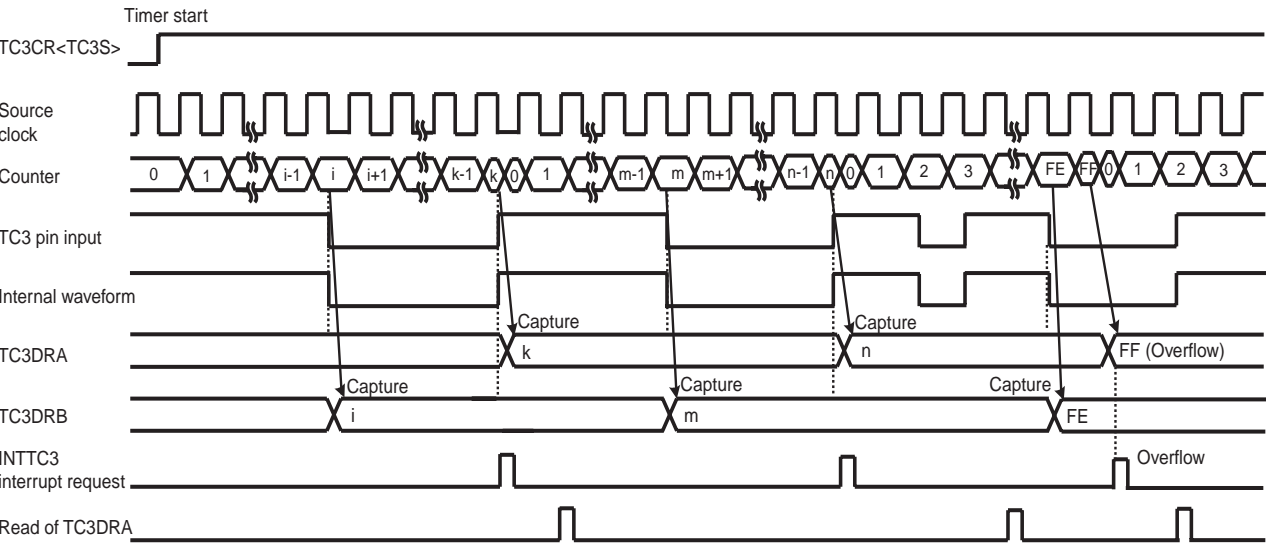 Timer start
TC3CR<TC3S>
Source
clock
Counter 0 1 i-1 i i+1 k-1 k 0 1 m-1 m m+1 n-1 n 0 1 2 3 FE FF 0 1 2 3
TC3 pin input
Internal waveform
Capture Capture
TC3DRA k n FF (Overflow)
Capture Capture Capture
TC3DRB i m FE
INTTC3 Overflow
interrupt request
Read of TC3DRA